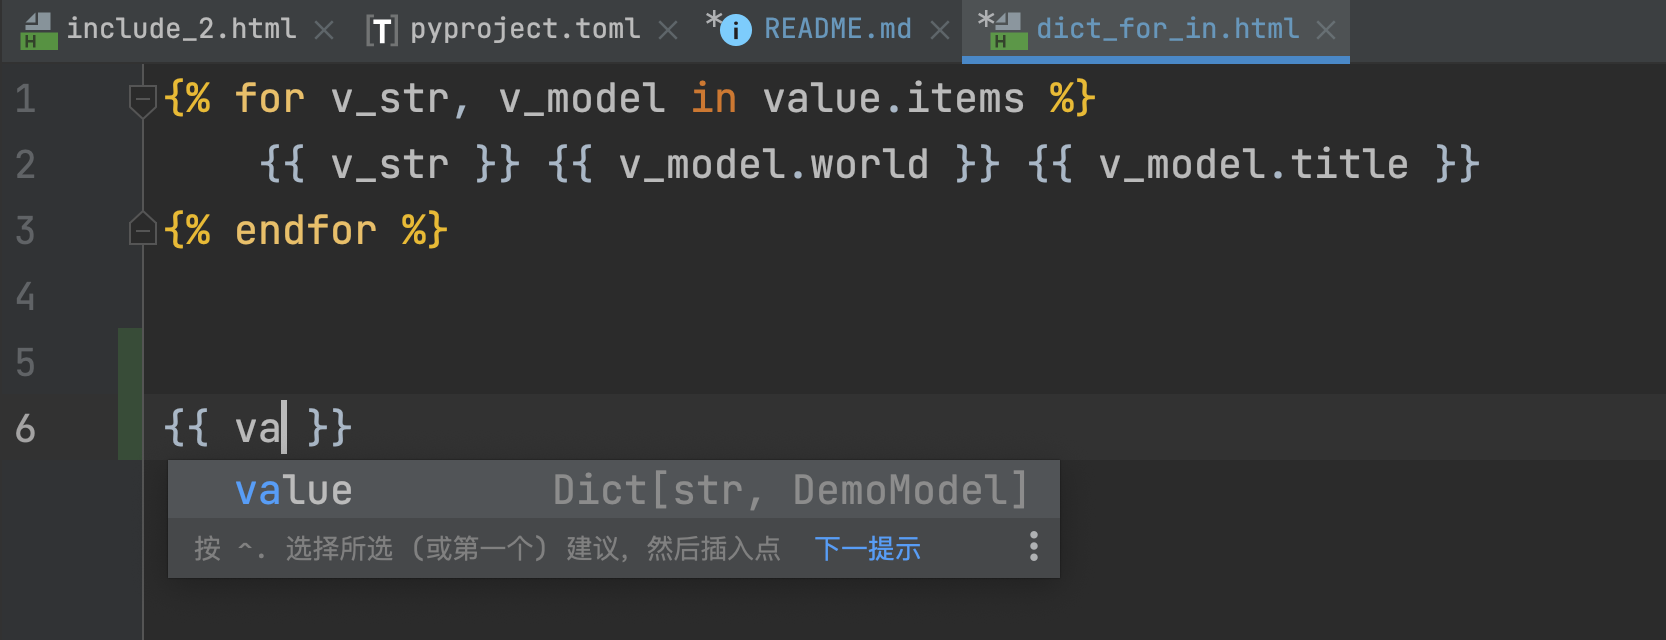 include_2.html pyproject.toml * README.md * dict_for_in.html
1 {% for v_str, v_model in value.items %}
2 {{ v_str }} {{ v_model.world }} {{ v_model.title }}
3 {% endfor %}
4
5
6 {{ va }}
value Dict[str, DemoModel]
按 ^. 选择所选 (或第一个) 建议, 然后插入点 下一提示